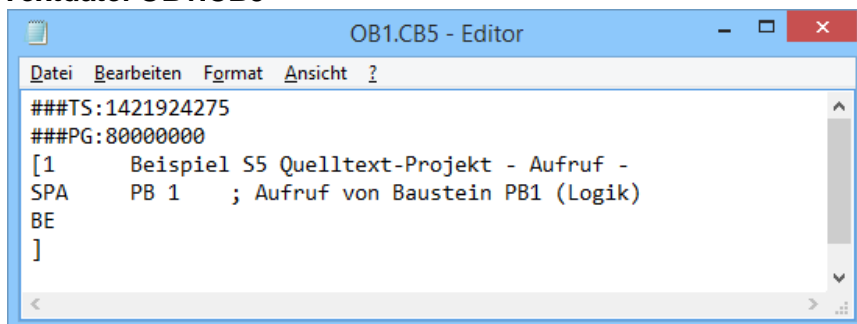 OB1.CB5 - Editor
Datei Bearbeiten Format Ansicht ?
###TS:1421924275
###PG:80000000
[1 Beispiel S5 Quelltext-Projekt - Aufruf -
SPA PB 1 ; Aufruf von Baustein PB1 (Logik)
BE
]